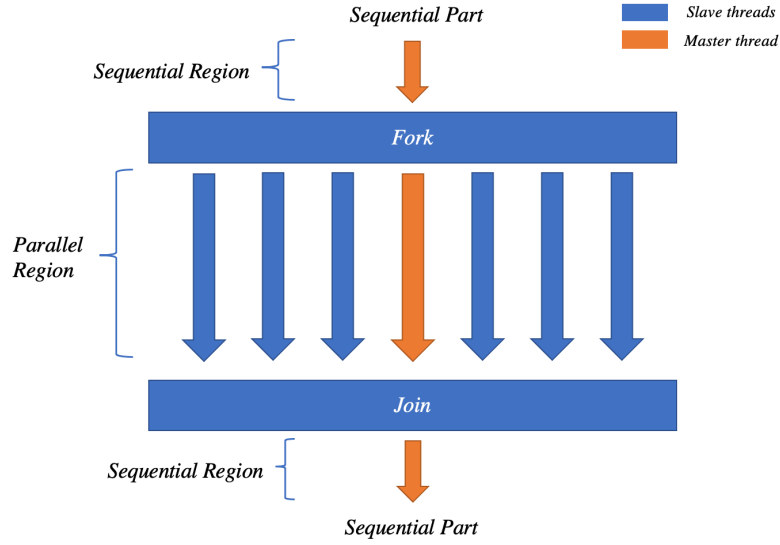 Sequential Part
Slave threads
Master thread
Sequential Region
Fork
Parallel
Region
Join
Sequential Region
Sequential Part